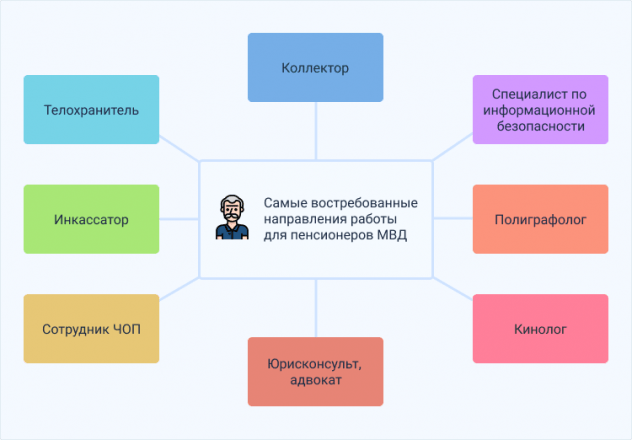 Коллектор
Телохранитель
Специалист по
информационной
безопасности
Инкассатор
Самые востребованные
направления работы
для пенсионеров МВД
Полиграфолог
Сотрудник ЧОП
Юрисконсульт,
адвокат
Кинолог